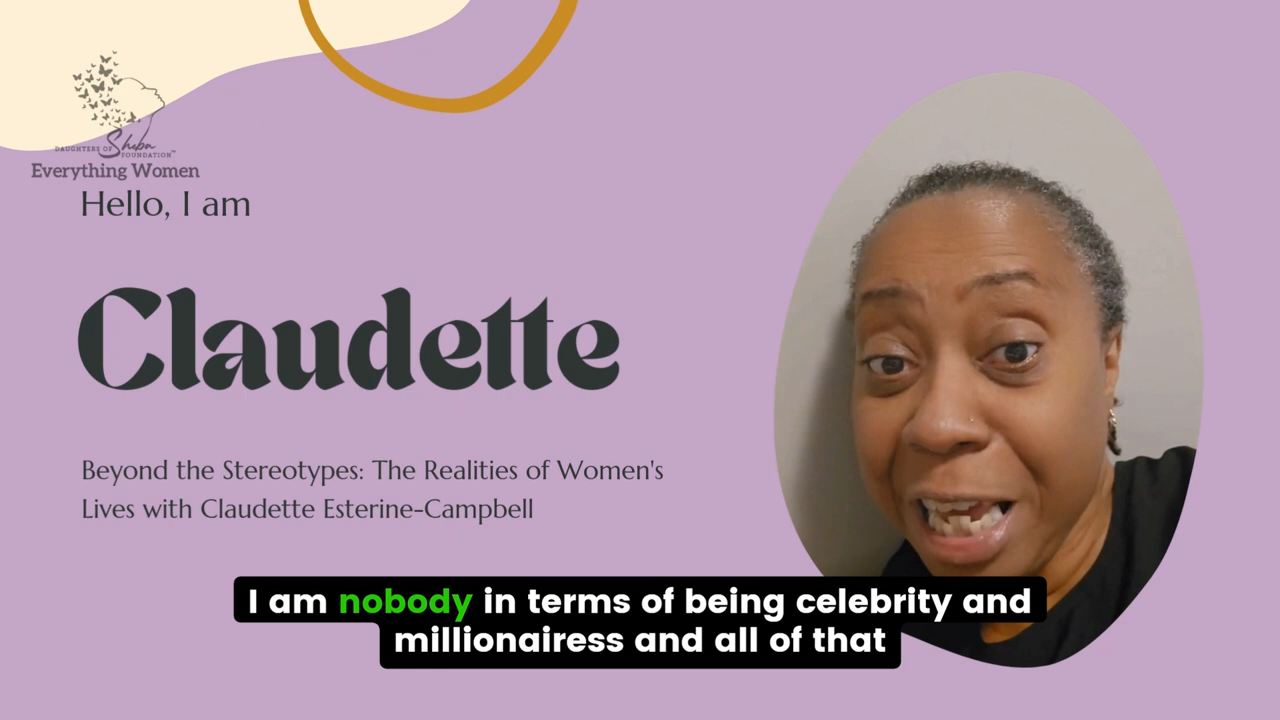 DAUGHTERS OF Sheba
FOUNDATION™
Everything Women
Hello, I am
Claudette
Beyond the Stereotypes: The Realities of Women's
Lives with Claudette Esterine-Campbell
I am nobody in terms of being celebrity and
millionairess and all of that